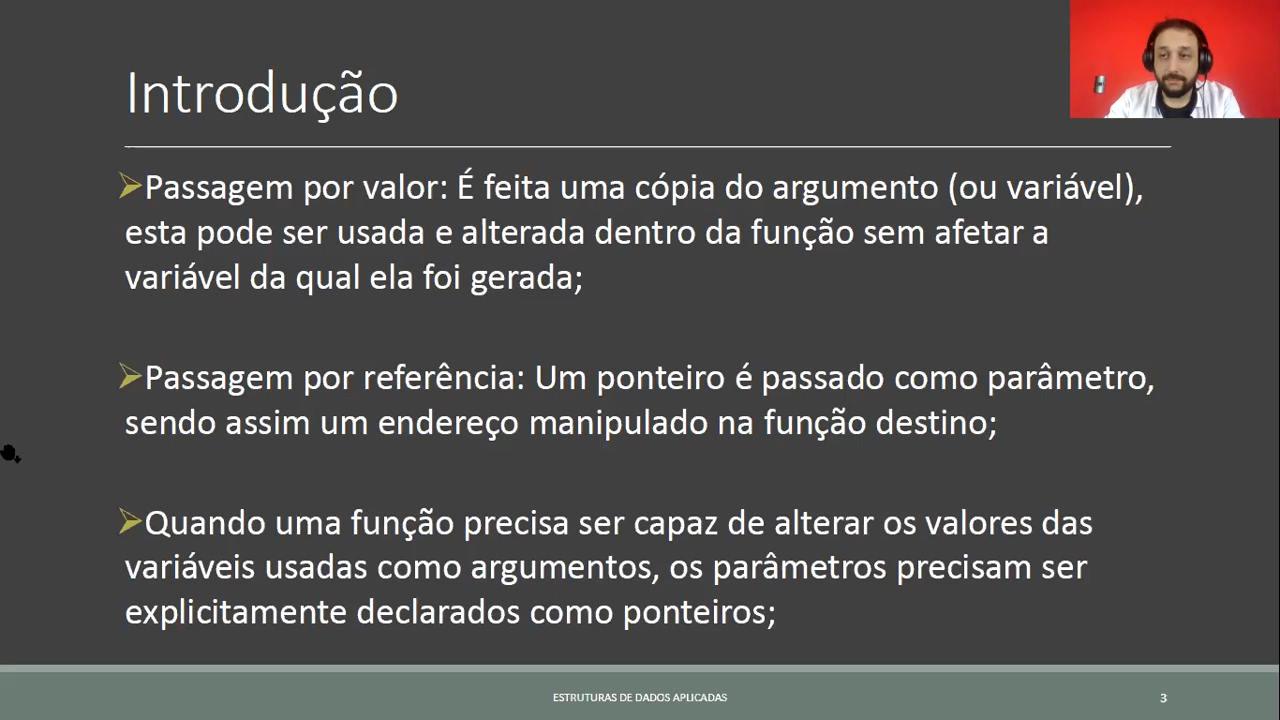 Introdução
Passagem por valor: É feita uma cópia do argumento (ou variável),
esta pode ser usada e alterada dentro da função sem afetar a
variável da qual ela foi gerada;
Passagem por referência: Um ponteiro é passado como parâmetro,
sendo assim um endereço manipulado na função destino;
Quando uma função precisa ser capaz de alterar os valores das
variáveis usadas como argumentos, os parâmetros precisam ser
explicitamente declarados como ponteiros;
ESTRUTURAS DE DADOS APLICADAS
3